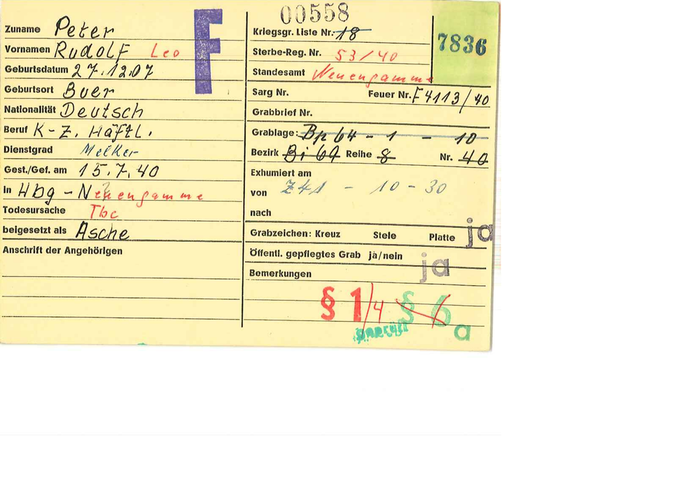 00558
F
7836
Zuname Peter
Vornamen Rudolf Leo
Geburtsdatum 27.12.07
Geburtsort Buer
Nationalität Deutsch
Beruf K-Z. Häftl.
Dienstgrad Melker
Gest./Gef. am 15.7.40
in Hbg-Neuengamme
Todesursache Tbc
beigesetzt als Asche
Anschrift der Angehörigen
Kriegsgr. Liste Nr. 18
Sterbe-Reg. Nr. 53/40
Standesamt Neuengamme
Sarg Nr. Feuer Nr. F4113/40
Grabbrief Nr.
Grablage: Bp 64 - 1 - 10
Bezirk Reihe 8 Nr. 40
Exhumiert am
von Z41 - 10 - 30
nach
Grabzeichen: Kreuz Stele Platte ja
Öffentl. gepflegtes Grab ja/nein ja
Bemerkungen
§ 1/4 § 6 a